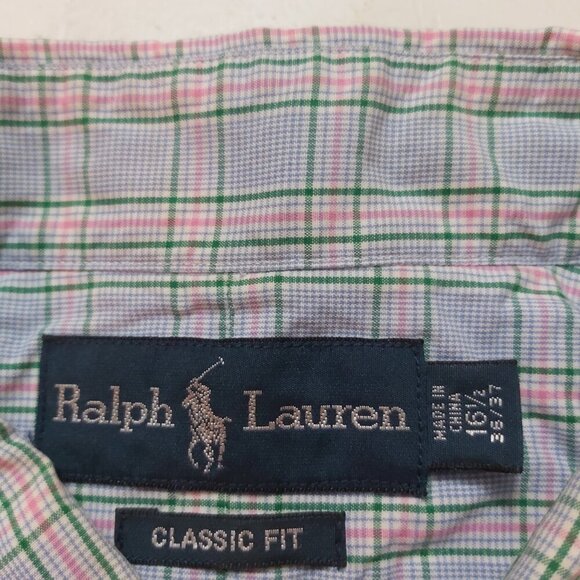 Ralph Lauren
MADE IN
CHINA
16½
36/37
CLASSIC FIT